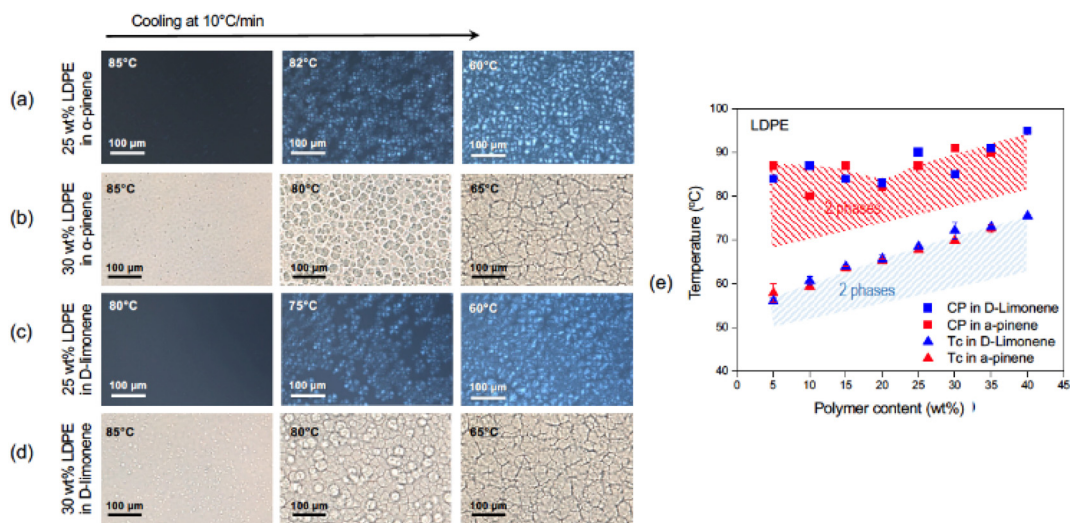 Cooling at 10°C/min
(a)
25 wt% LDPE
in α-pinene
85°C
100 µm
82°C
100 µm
60°C
100 µm
(b)
30 wt% LDPE
in α-pinene
85°C
100 µm
80°C
100 µm
65°C
100 µm
(c)
25 wt% LDPE
in D-limonene
80°C
100 µm
75°C
100 µm
60°C
100 µm
(d)
30 wt% LDPE
in D-limonene
85°C
100 µm
80°C
100 µm
65°C
100 µm
(e)
Temperature (°C)
100
90
80
70
60
50
40
LDPE
2 phases
2 phases
CP in D-Limonene
CP in a-pinene
Tc in D-Limonene
Tc in a-pinene
0 5 10 15 20 25 30 35 40 45
Polymer content (wt%) )